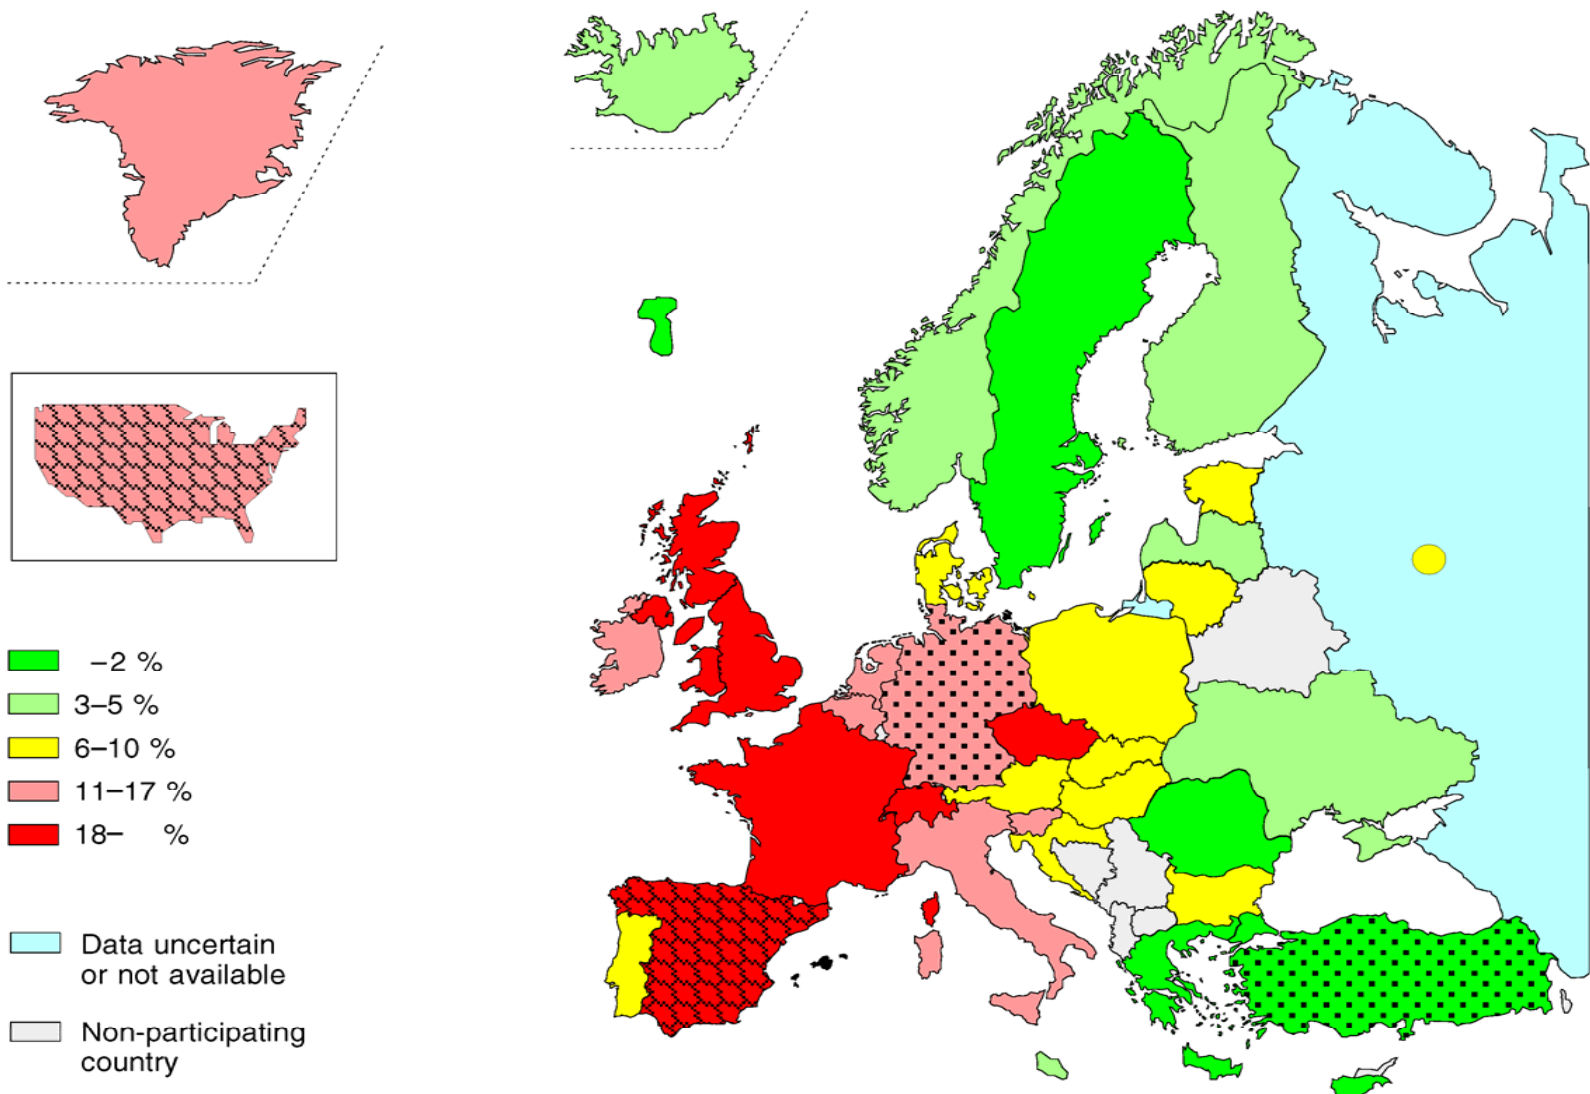 −2 %
3−5 %
6−10 %
11−17 %
18− %
Data uncertain
or not available
Non-participating
country